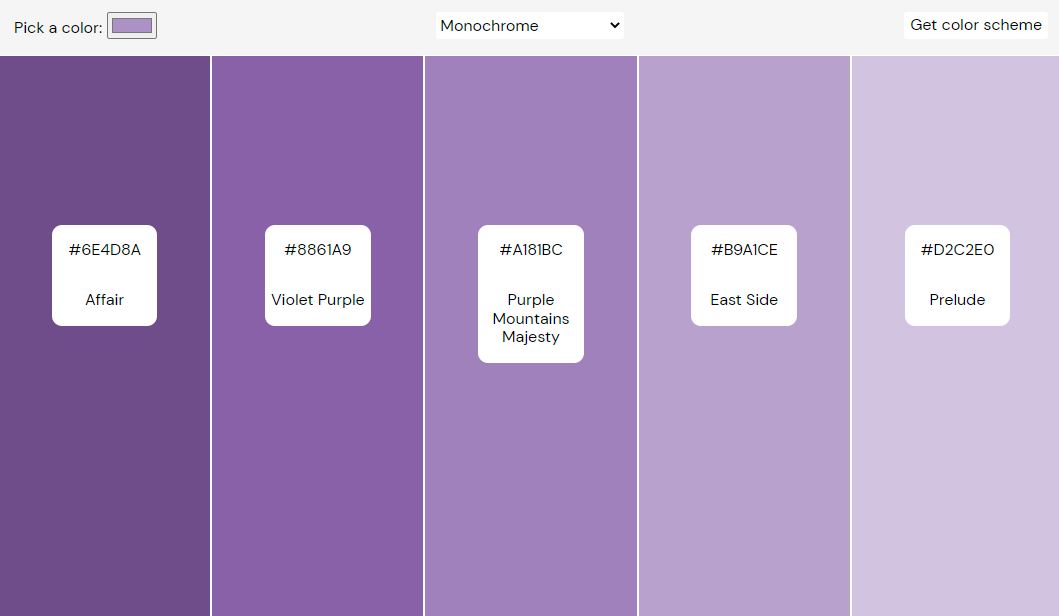 Pick a color:
Monochrome
Get color scheme
#6E4D8A
Affair
#8861A9
Violet Purple
#A181BC
Purple
Mountains
Majesty
#B9A1CE
East Side
#D2C2E0
Prelude